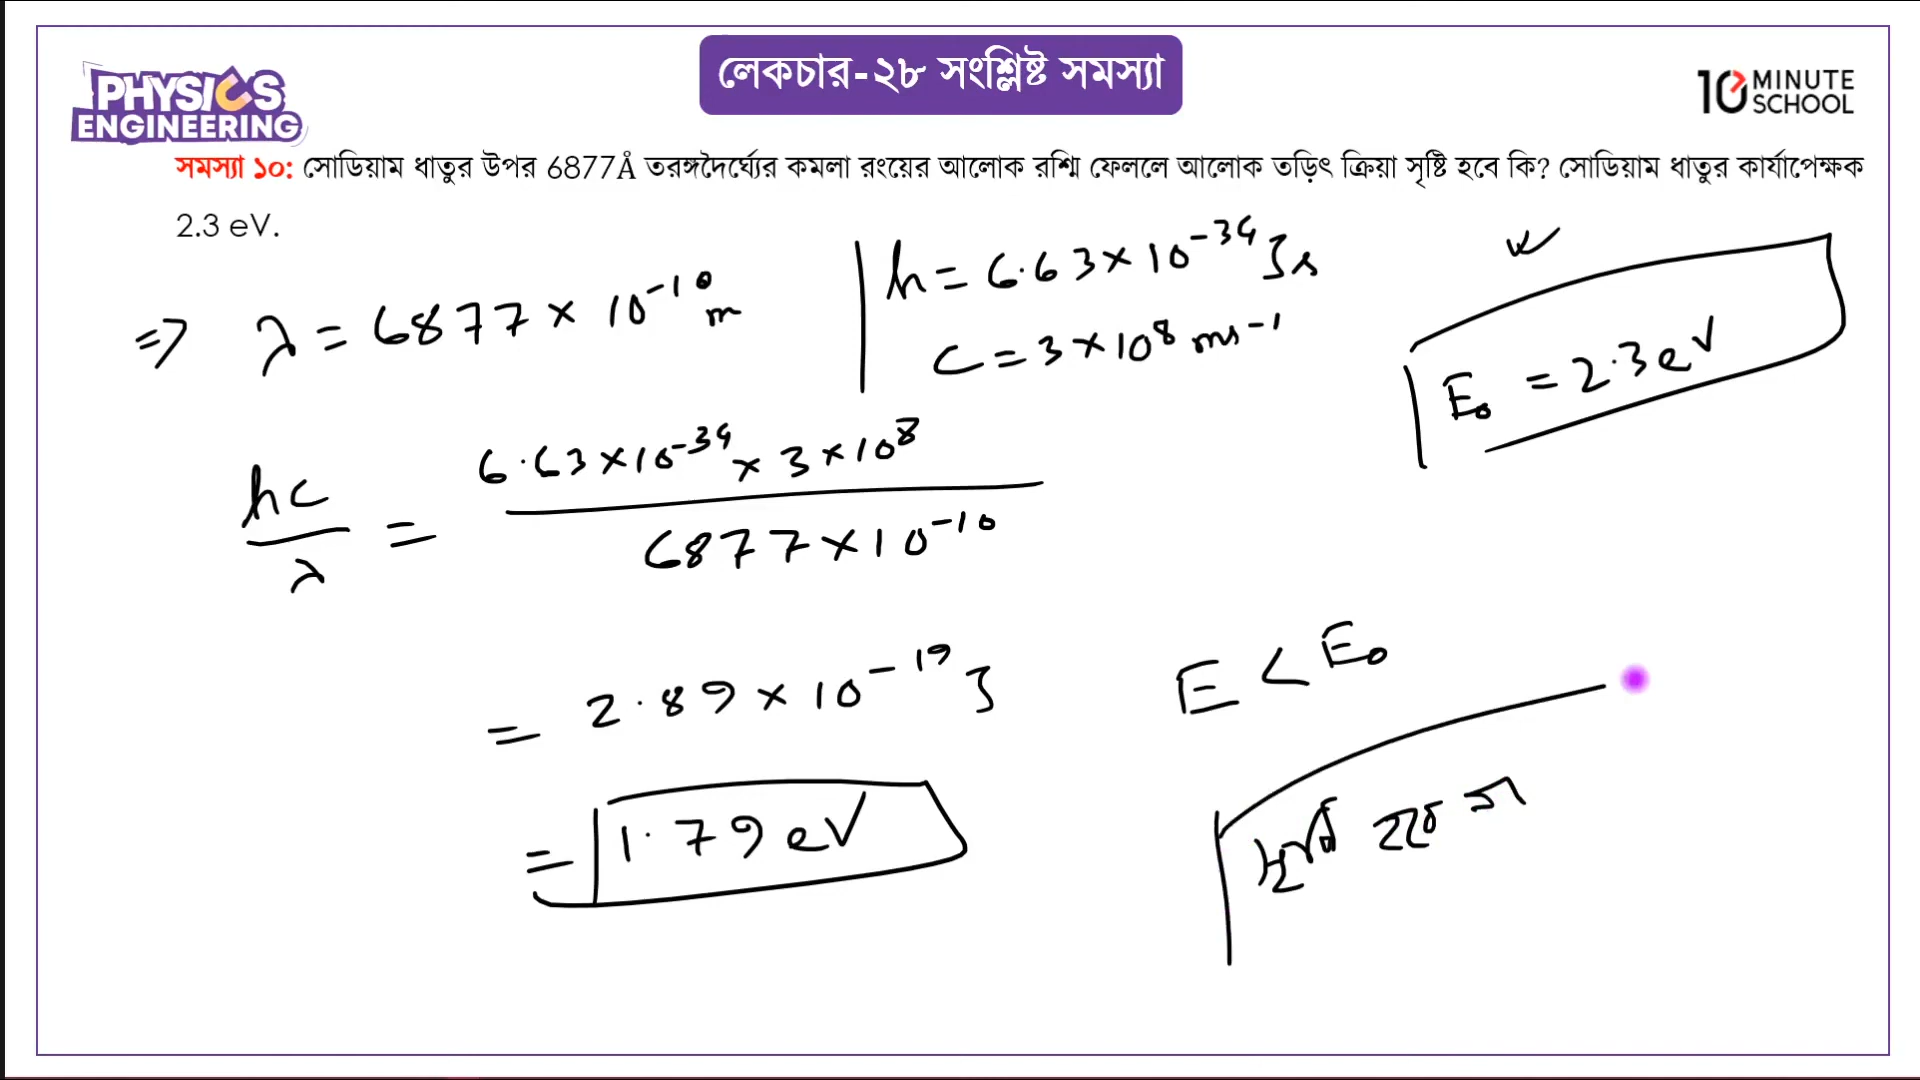 লেকচার-২৮ সংশ্লিষ্ট সমস্যা
PHYSICS
ENGINEERING
10 MINUTE
SCHOOL
সমস্যা ১০: সোডিয়াম ধাতুর উপর 6877Å তরঙ্গদৈর্ঘ্যের কমলা রংয়ের আলোক রশ্মি ফেললে আলোক তড়িৎ ক্রিয়া সৃষ্টি হবে কি? সোডিয়াম ধাতুর কার্যাপেক্ষক
2.3 eV.
⇒ λ = 6877 × 10⁻¹⁰ m
h = 6.63 × 10⁻³⁴ Js
c = 3 × 10⁸ ms⁻¹
E₀ = 2.3 eV
hc/λ = 6.63×10⁻³⁴ × 3×10⁸ / 6877×10⁻¹⁰
= 2.89 × 10⁻¹⁹ J
E < E₀
= 1.79 eV
হবে না